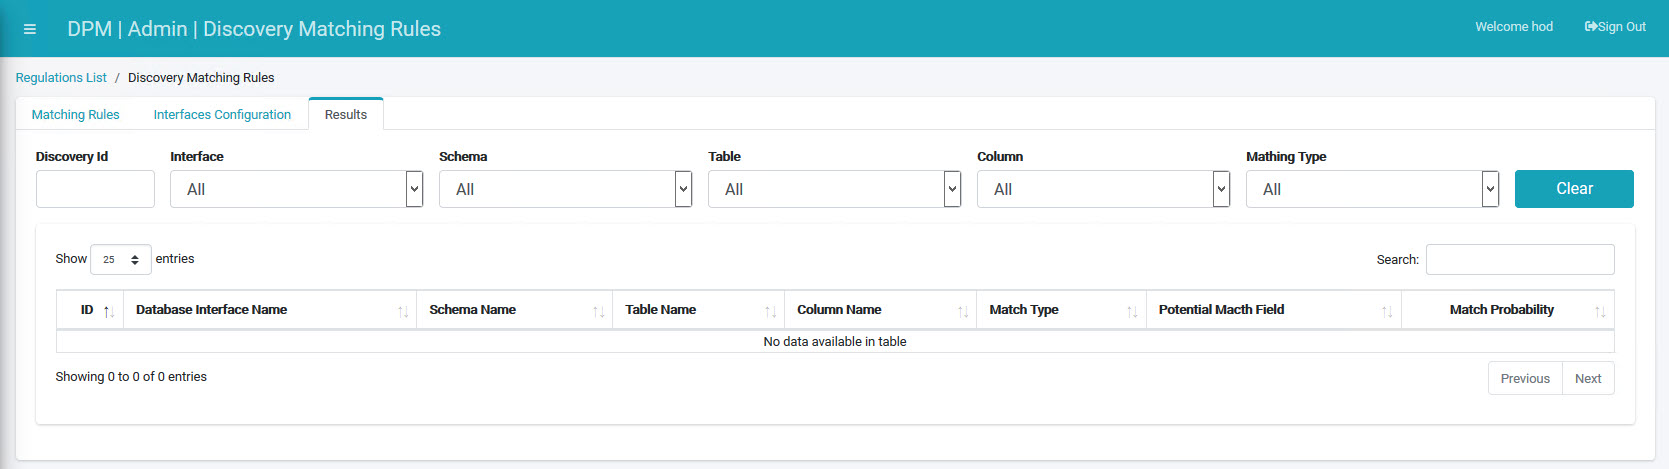 DPM | Admin | Discovery Matching Rules
Welcome hod
Sign Out
Regulations List / Discovery Matching Rules
Matching Rules
Interfaces Configuration
Results
Discovery Id
Interface
Schema
Table
Column
Mathing Type
All
All
All
All
All
Clear
Show 25 entries
Search:
ID
Database Interface Name
Schema Name
Table Name
Column Name
Match Type
Potential Macth Field
Match Probability
No data available in table
Showing 0 to 0 of 0 entries
Previous
Next